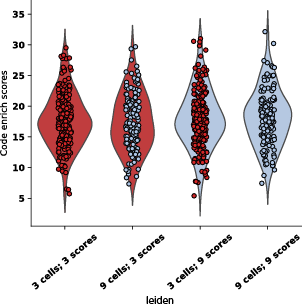 35
30
25
20
15
10
5
Code enrich scores
3 cells; 3 scores
9 cells; 3 scores
3 cells; 9 scores
9 cells; 9 scores
leiden